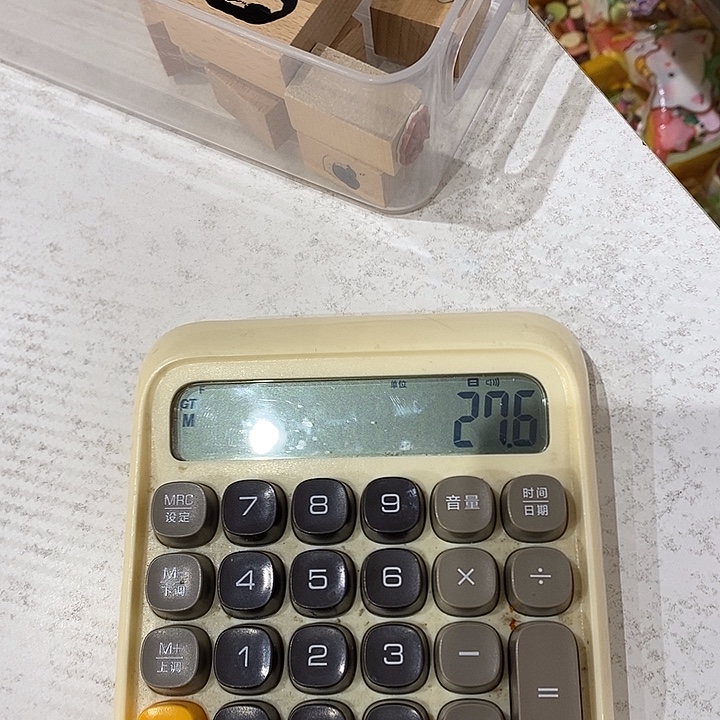 GT 单位
M 27.6
MRC 设定 7 8 9 音量 时间 日期
M- 下调 4 5 6 × ÷
M+ 上调 1 2 3 − =